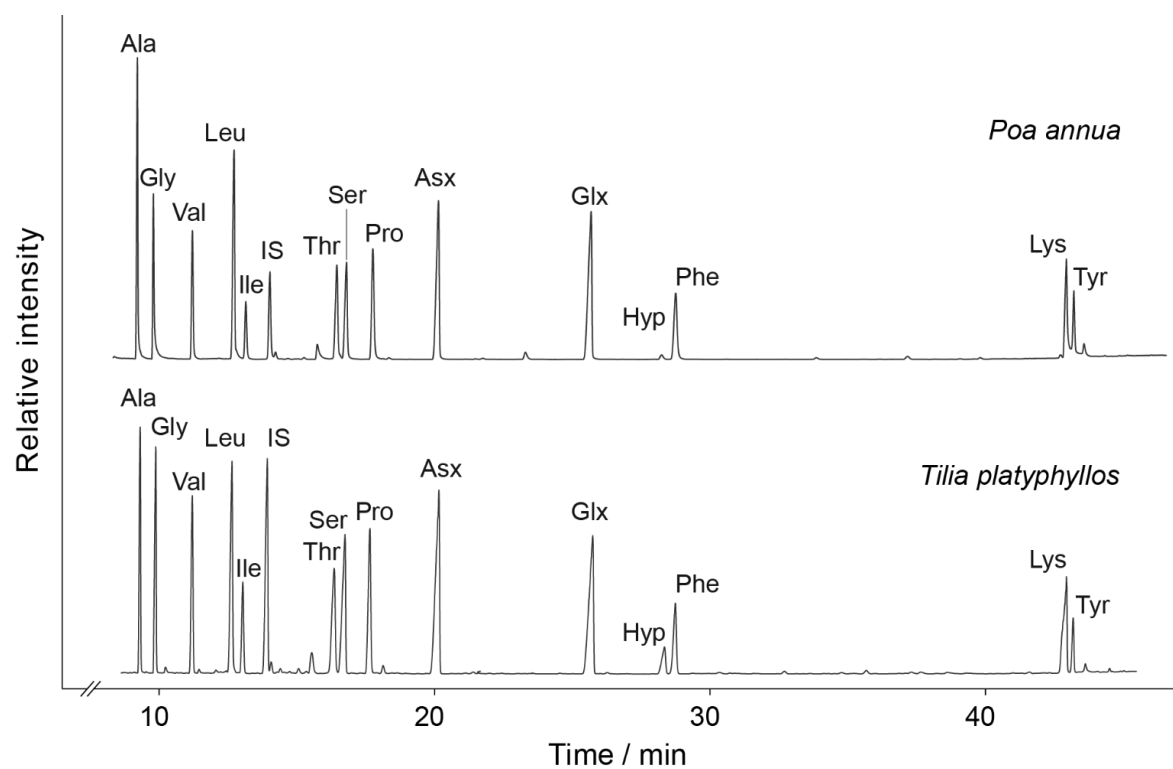 Ala
Poa annua
Leu
Gly
Ser
Asx
Glx
Val
IS
Thr
Pro
Lys
Ile
Phe
Tyr
Hyp
Relative intensity
Ala
Gly
Leu
IS
Asx
Tilia platyphyllos
Val
Ser
Pro
Glx
Thr
Ile
Lys
Phe
Hyp
Tyr
10
20
30
40
Time / min